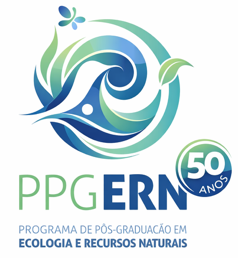 50
ANOS
PPGERN
PROGRAMA DE PÓS-GRADUAÇÃO EM
ECOLOGIA E RECURSOS NATURAIS